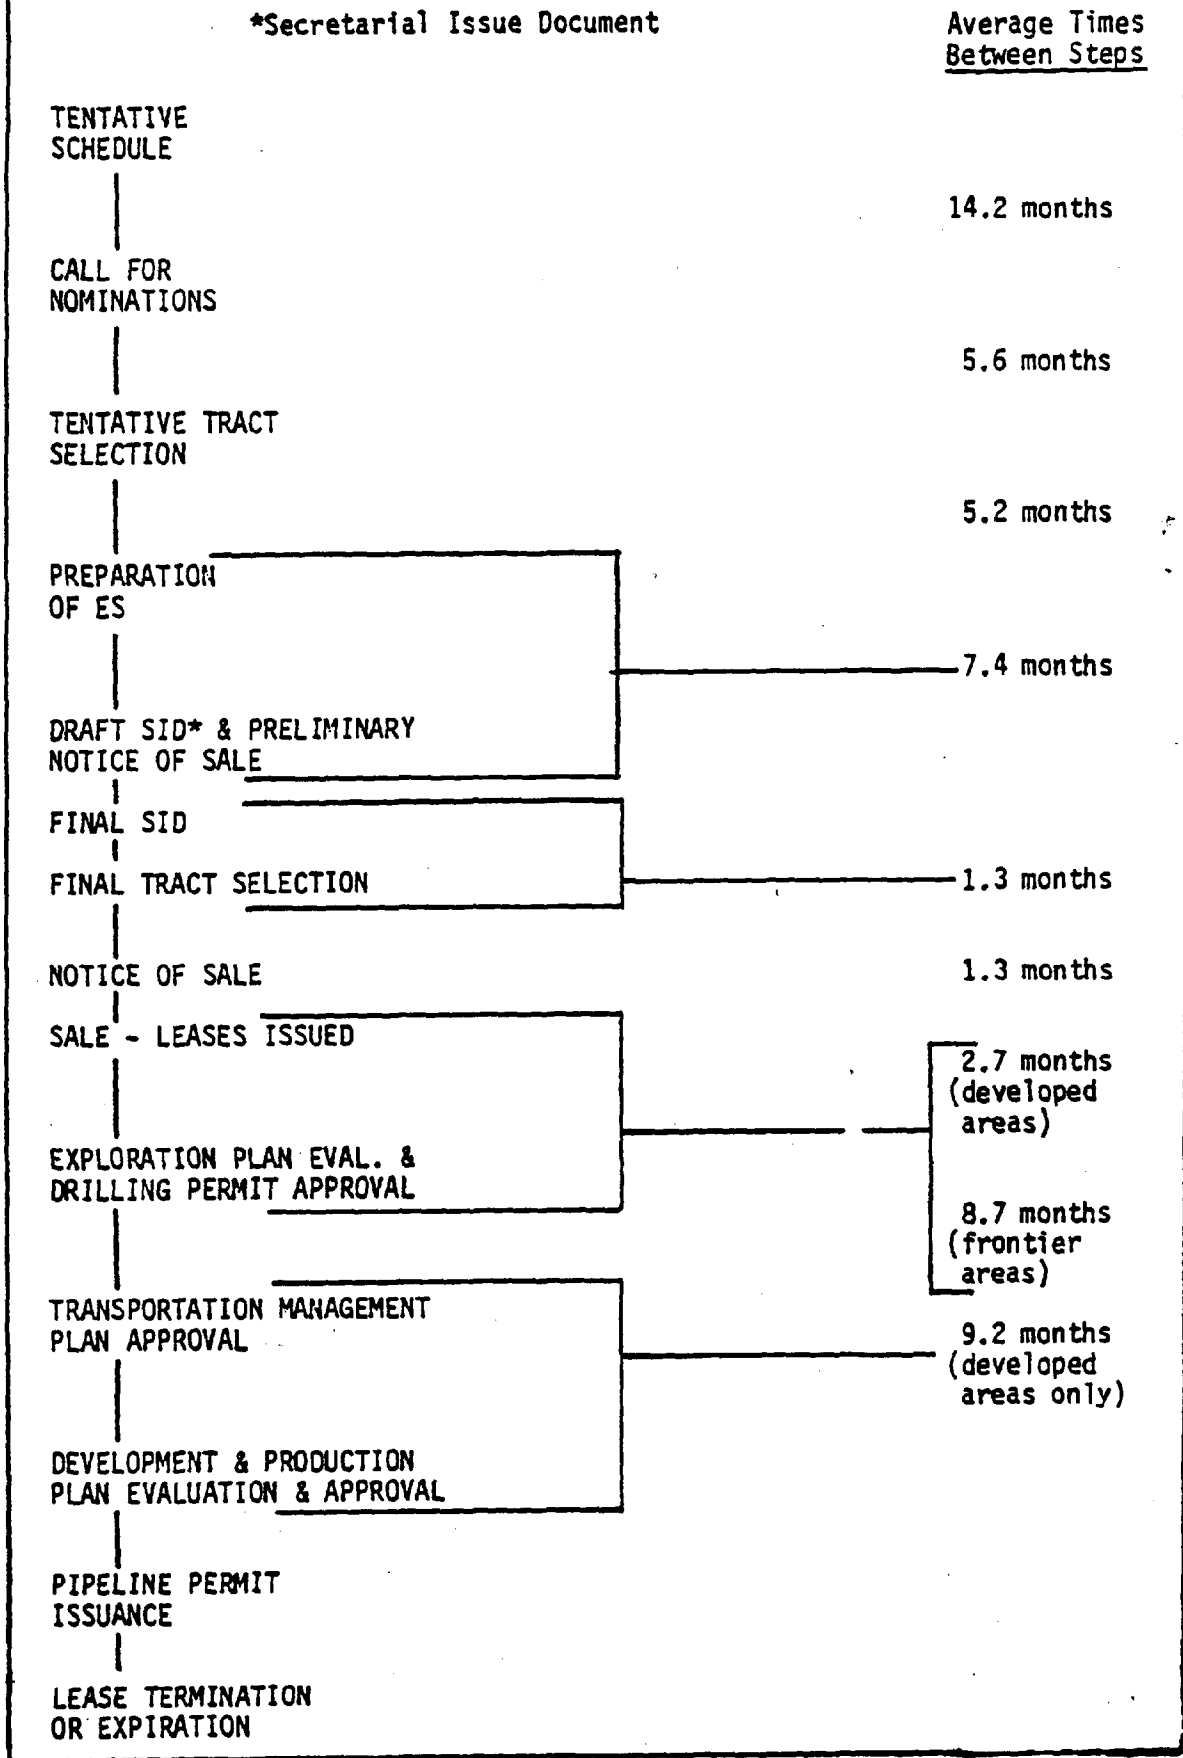 *Secretarial Issue Document
Average Times
Between Steps
TENTATIVE
SCHEDULE
14.2 months
CALL FOR
NOMINATIONS
5.6 months
TENTATIVE TRACT
SELECTION
5.2 months
PREPARATION
OF ES
7.4 months
DRAFT SID* & PRELIMINARY
NOTICE OF SALE
FINAL SID
FINAL TRACT SELECTION
1.3 months
NOTICE OF SALE
1.3 months
SALE - LEASES ISSUED
2.7 months
(developed
areas)
EXPLORATION PLAN EVAL. &
DRILLING PERMIT APPROVAL
8.7 months
(frontier
areas)
TRANSPORTATION MANAGEMENT
PLAN APPROVAL
9.2 months
(developed
areas only)
DEVELOPMENT & PRODUCTION
PLAN EVALUATION & APPROVAL
PIPELINE PERMIT
ISSUANCE
LEASE TERMINATION
OR EXPIRATION